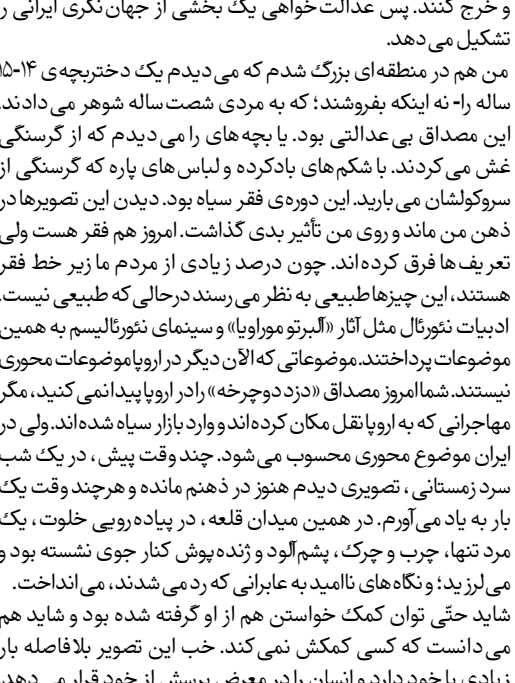 و خرج کنند. پس عدالت‌خواهی یک بخشی از جهان‌نگری ایرانی ر
تشکیل می‌دهد.
من هم در منطقه‌ای بزرگ شدم که می‌دیدم یک دختربچه‌ی ۱۴-۱۵
ساله را- نه اینکه بفروشند؛ که به مردی شصت‌ساله شوهر می‌دادند.
این مصداق بی‌عدالتی بود. یا بچه‌های را می‌دیدم که از گرسنگی
غش می‌کردند. با شکم‌های بادکرده و لباس‌های پاره که گرسنگی از
سروکولشان می‌بارید. این دوره‌ی فقر سیاه بود. دیدن این تصویرها در
ذهن من ماند و روی من تأثیر بدی گذاشت. امروز هم فقر هست ولی
تعریف‌ها فرق کرده‌اند. چون درصد زیادی از مردم ما زیر خط فقر
هستند، این چیزها طبیعی به نظر می‌رسند درحالی‌که طبیعی نیست.
ادبیات نئورئال مثل آثار «آلبرتو موراویا» و سینمای نئورئالیسم به همین
موضوعات پرداختند. موضوعاتی که الآن دیگر در اروپا موضوعات محوری
نیستند. شما امروز مصداق «دزد دوچرخه» را در اروپا پیدا نمی‌کنید، مگر
مهاجرانی که به اروپا نقل مکان کرده‌اند و وارد بازار سیاه شده‌اند. ولی در
ایران موضوع محوری محسوب می‌شود. چند وقت پیش، در یک شب
سرد زمستانی، تصویری دیدم هنوز در ذهنم مانده و هرچند وقت یک
بار به یاد می‌آورم. در همین میدان قلعه، در پیاده‌رویی خلوت، یک
مرد تنها، چرب و چرک، پشم‌آلود و ژنده‌پوش کنار جوی نشسته بود و
می‌لرزید؛ و نگاه‌های ناامید به عابرانی که رد می‌شدند، می‌انداخت.
شاید حتّی توان کمک خواستن هم از او گرفته شده بود و شاید هم
می‌دانست که کسی کمکش نمی‌کند. خب این تصویر بلافاصله بار
زیادی با خود دارد و انسان را در معرض پرسش از خود قرار می‌دهد.